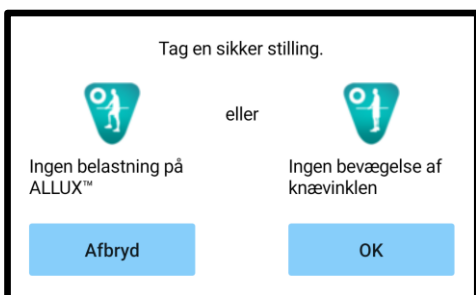 Tag en sikker stilling.
eller
Ingen belastning på
ALLUX™
Ingen bevægelse af
knævinklen
Afbryd
OK